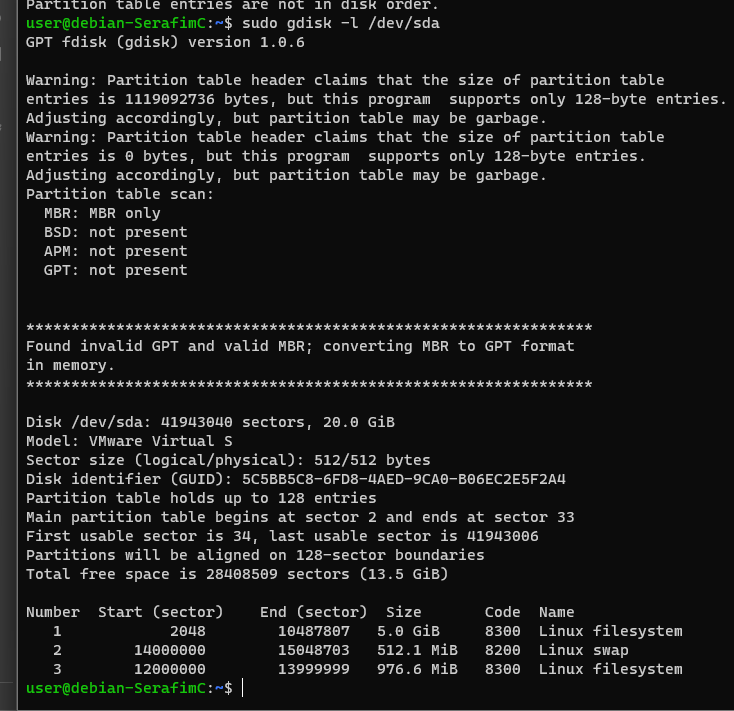 Partition table entries are not in disk order.
user@debian-SerafimC:~$ sudo gdisk -l /dev/sda
GPT fdisk (gdisk) version 1.0.6
Warning: Partition table header claims that the size of partition table
entries is 1119092736 bytes, but this program  supports only 128-byte entries.
Adjusting accordingly, but partition table may be garbage.
Warning: Partition table header claims that the size of partition table
entries is 0 bytes, but this program  supports only 128-byte entries.
Adjusting accordingly, but partition table may be garbage.
Partition table scan:
  MBR: MBR only
  BSD: not present
  APM: not present
  GPT: not present
***************************************************************
Found invalid GPT and valid MBR; converting MBR to GPT format
in memory.
***************************************************************
Disk /dev/sda: 41943040 sectors, 20.0 GiB
Model: VMware Virtual S
Sector size (logical/physical): 512/512 bytes
Disk identifier (GUID): 5C5BB5C8-6FD8-4AED-9CA0-B06EC2E5F2A4
Partition table holds up to 128 entries
Main partition table begins at sector 2 and ends at sector 33
First usable sector is 34, last usable sector is 41943006
Partitions will be aligned on 128-sector boundaries
Total free space is 28408509 sectors (13.5 GiB)
Number  Start (sector)    End (sector)  Size       Code  Name
   1            2048        10487807   5.0 GiB     8300  Linux filesystem
   2        14000000        15048703   512.1 MiB   8200  Linux swap
   3        12000000        13999999   976.6 MiB   8300  Linux filesystem
user@debian-SerafimC:~$